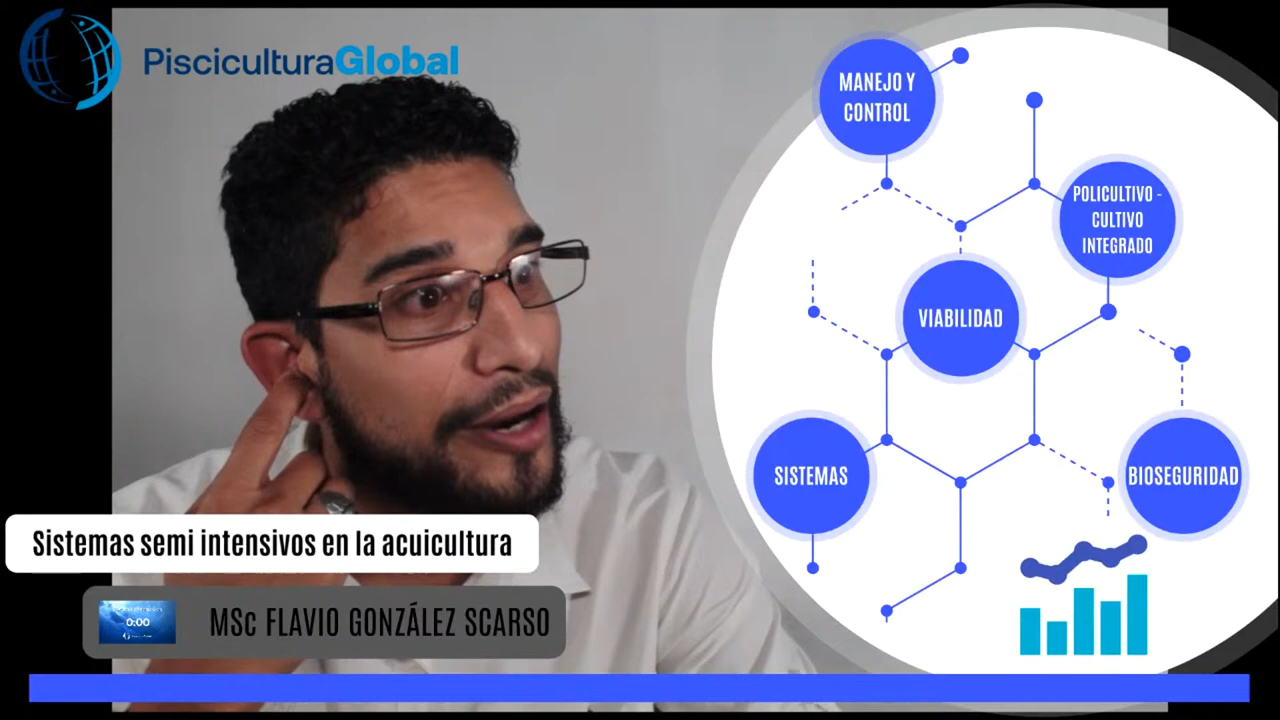 PisciculturaGlobal
MANEJO Y
CONTROL
POLICULTIVO -
CULTIVO
INTEGRADO
VIABILIDAD
SISTEMAS
BIOSEGURIDAD
Sistemas semi intensivos en la acuicultura
0:00
MSc FLAVIO GONZÁLEZ SCARSO